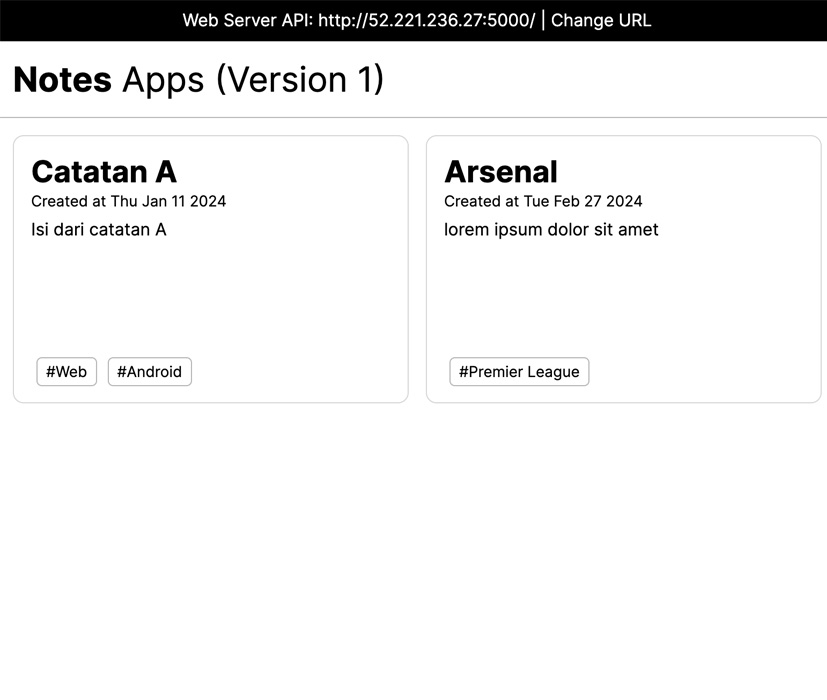 Web Server API: http://52.221.236.27:5000/ | Change URL
Notes Apps (Version 1)
Catatan A
Created at Thu Jan 11 2024
Isi dari catatan A
#Web #Android
Arsenal
Created at Tue Feb 27 2024
lorem ipsum dolor sit amet
#Premier League